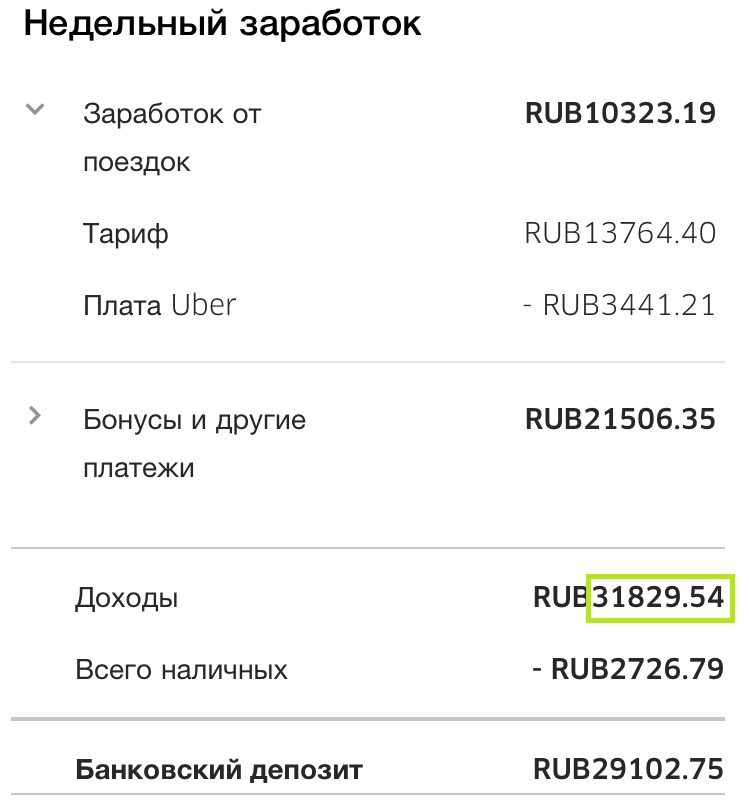 Недельный заработок
Заработок от RUB10323.19
поездок
Тариф RUB13764.40
Плата Uber - RUB3441.21
Бонусы и другие RUB21506.35
платежи
Доходы RUB31829.54
Всего наличных - RUB2726.79
Банковский депозит RUB29102.75